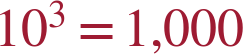 10³ = 1,000